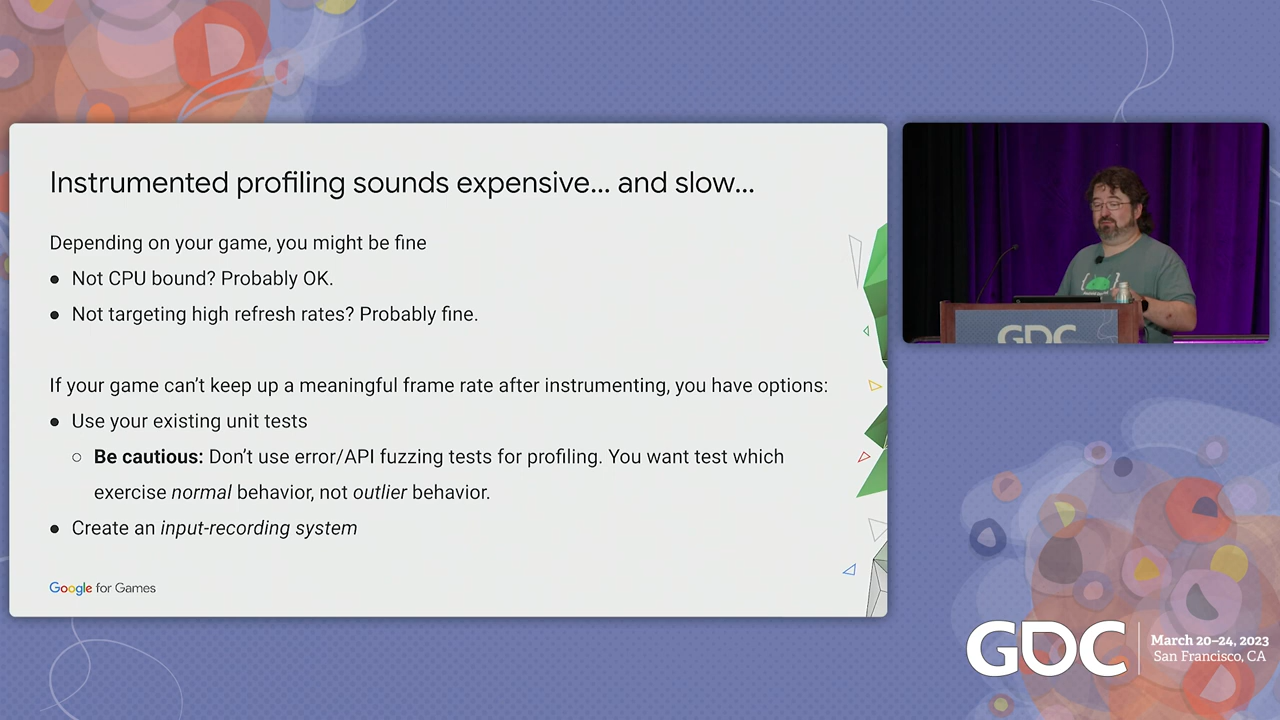 Instrumented profiling sounds expensive... and slow...
Depending on your game, you might be fine
● Not CPU bound? Probably OK.
● Not targeting high refresh rates? Probably fine.
If your game can't keep up a meaningful frame rate after instrumenting, you have options:
● Use your existing unit tests
○ Be cautious: Don't use error/API fuzzing tests for profiling. You want test which
exercise normal behavior, not outlier behavior.
● Create an input-recording system
Google for Games
GDC
GDC
March 20-24, 2023
San Francisco, CA